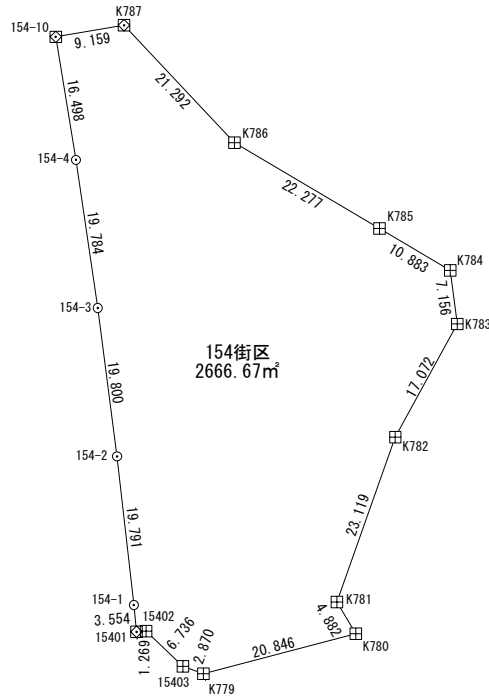 K787
154-10
9.159
16.498
21.292
K786
154-4
22.277
K785
19.784
10.883
K784
7.156
154-3
K783
154街区
2666.67㎡
17.072
19.800
K782
154-2
23.119
19.791
154-1
K781
3.554
15402
4.882
15401
6.736
K780
1.269
2.870
20.846
15403
K779